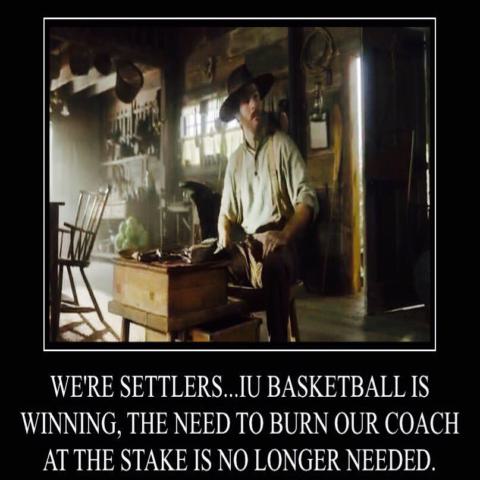 WE'RE SETTLERS...IU BASKETBALL IS
WINNING, THE NEED TO BURN OUR COACH
AT THE STAKE IS NO LONGER NEEDED.